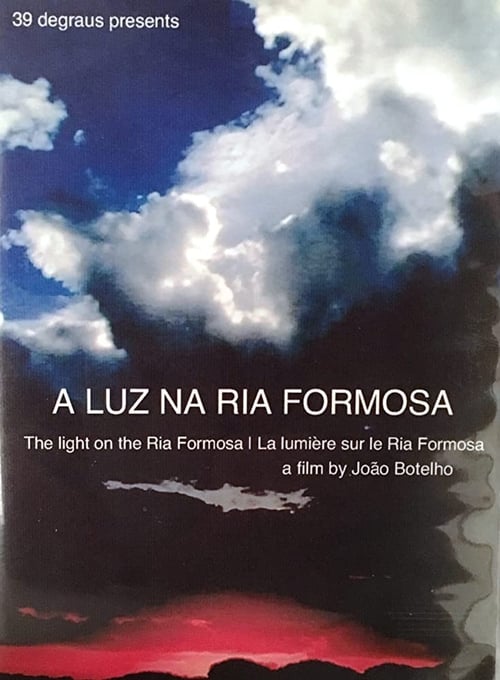 39 degraus presents
A LUZ NA RIA FORMOSA
The light on the Ria Formosa | La lumière sur le Ria Formosa
a film by João Botelho